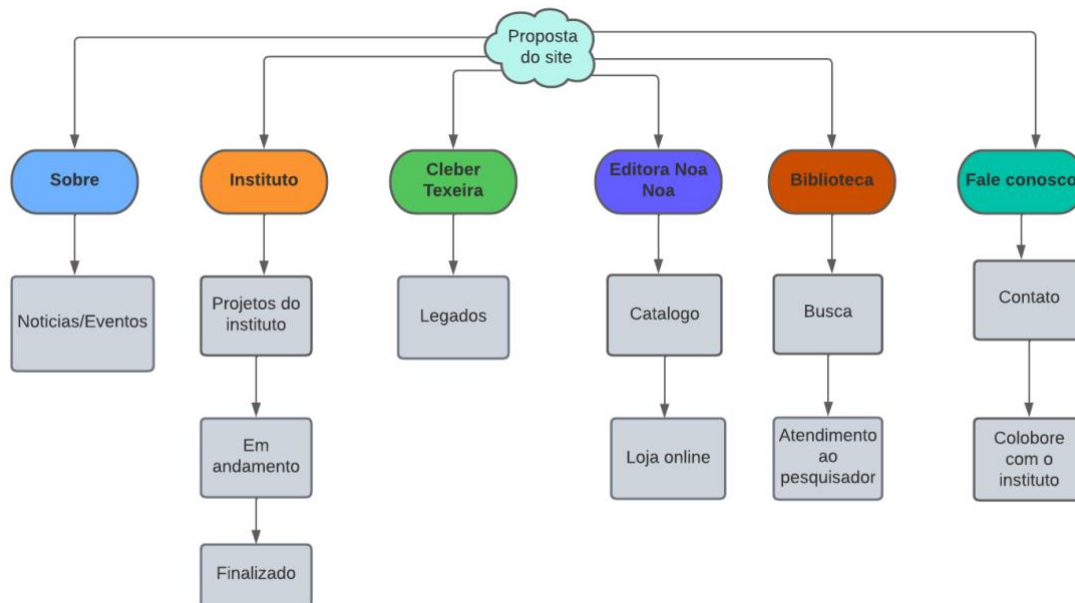 Proposta
do site
Sobre
Instituto
Cleber
Texeira
Editora Noa
Noa
Biblioteca
Fale conosco
Noticias/Eventos
Projetos do
instituto
Legados
Catalogo
Busca
Contato
Em
andamento
Loja online
Atendimento
ao
pesquisador
Colobore
com o
instituto
Finalizado